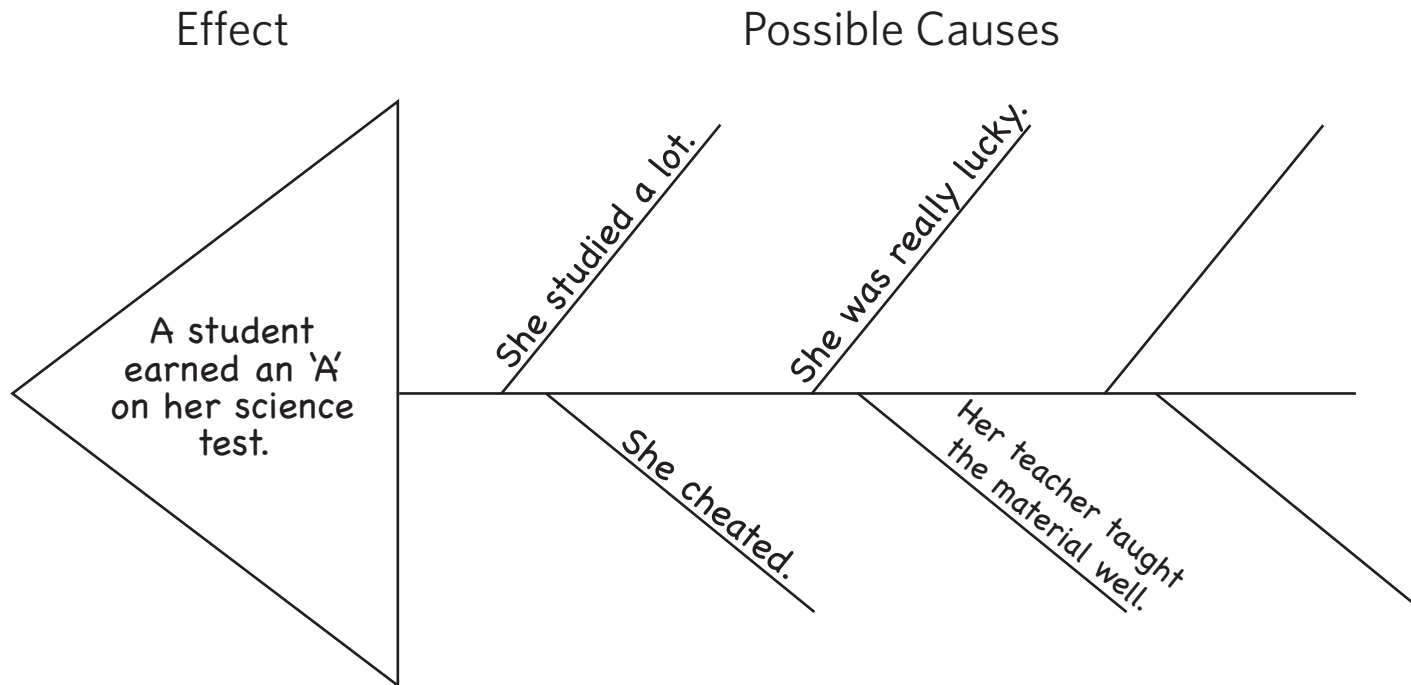 Effect
Possible Causes
She studied a lot.
She was really lucky.
A student
earned an ‘A’
on her science
test.
She cheated.
Her teacher taught
the material well.